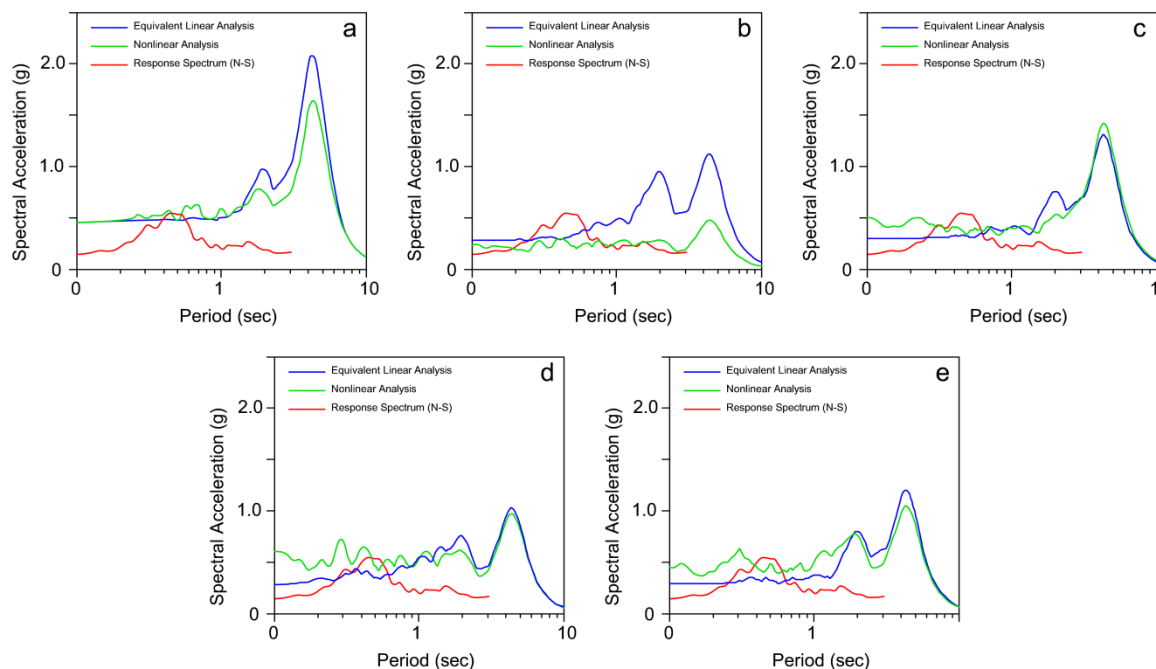 a
Equivalent Linear Analysis
Nonlinear Analysis
Response Spectrum (N-S)
2.0
1.0
0
Spectral Acceleration (g)
0
1
10
Period (sec)
b
Equivalent Linear Analysis
Nonlinear Analysis
Response Spectrum (N-S)
2.0
1.0
0
Spectral Acceleration (g)
0
1
10
Period (sec)
c
Equivalent Linear Analysis
Nonlinear Analysis
Response Spectrum (N-S)
2.0
1.0
0
Spectral Acceleration (g)
0
1
1
Period (sec)
d
Equivalent Linear Analysis
Nonlinear Analysis
Response Spectrum (N-S)
2.0
1.0
0
Spectral Acceleration (g)
0
1
10
Period (sec)
e
Equivalent Linear Analysis
Nonlinear Analysis
Response Spectrum (N-S)
2.0
1.0
0
Spectral Acceleration (g)
0
1
Period (sec)